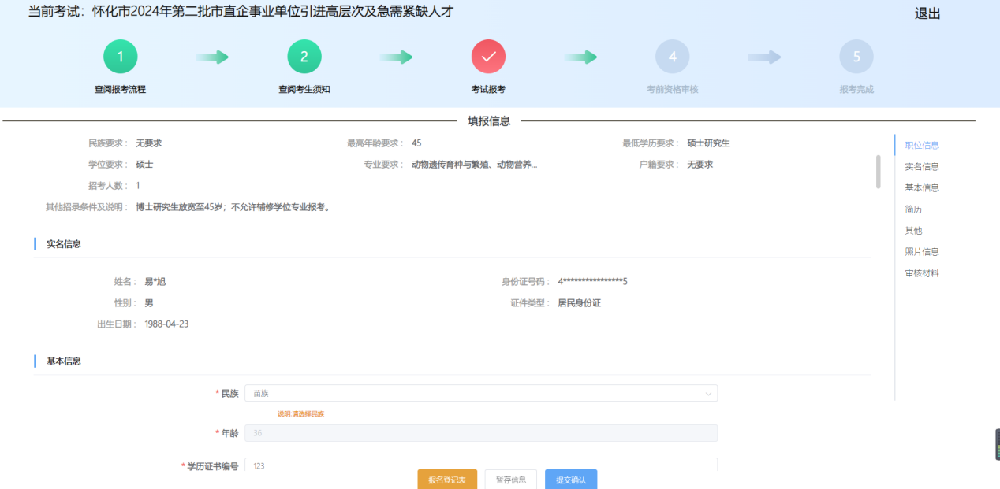 当前考试：怀化市2024年第二批市直企事业单位引进高层次及急需紧缺人才
退出
1
2
4
5
查阅报考流程
查阅考生须知
考试报考
考前资格审核
报考完成
填报信息
民族要求： 无要求
最高年龄要求： 45
最低学历要求： 硕士研究生
学位要求： 硕士
专业要求： 动物遗传育种与繁殖、动物营养...
户籍要求： 无要求
招考人数： 1
其他招录条件及说明： 博士研究生放宽至45岁；不允许辅修学位专业报考。
职位信息
实名信息
基本信息
简历
其他
照片信息
审核材料
实名信息
姓名： 易*旭
身份证号码： 4****************5
性别： 男
证件类型： 居民身份证
出生日期： 1988-04-23
基本信息
* 民族 苗族
说明:请选择民族
* 年龄 36
* 学历证书编号 123
报名登记表
暂存信息
提交确认